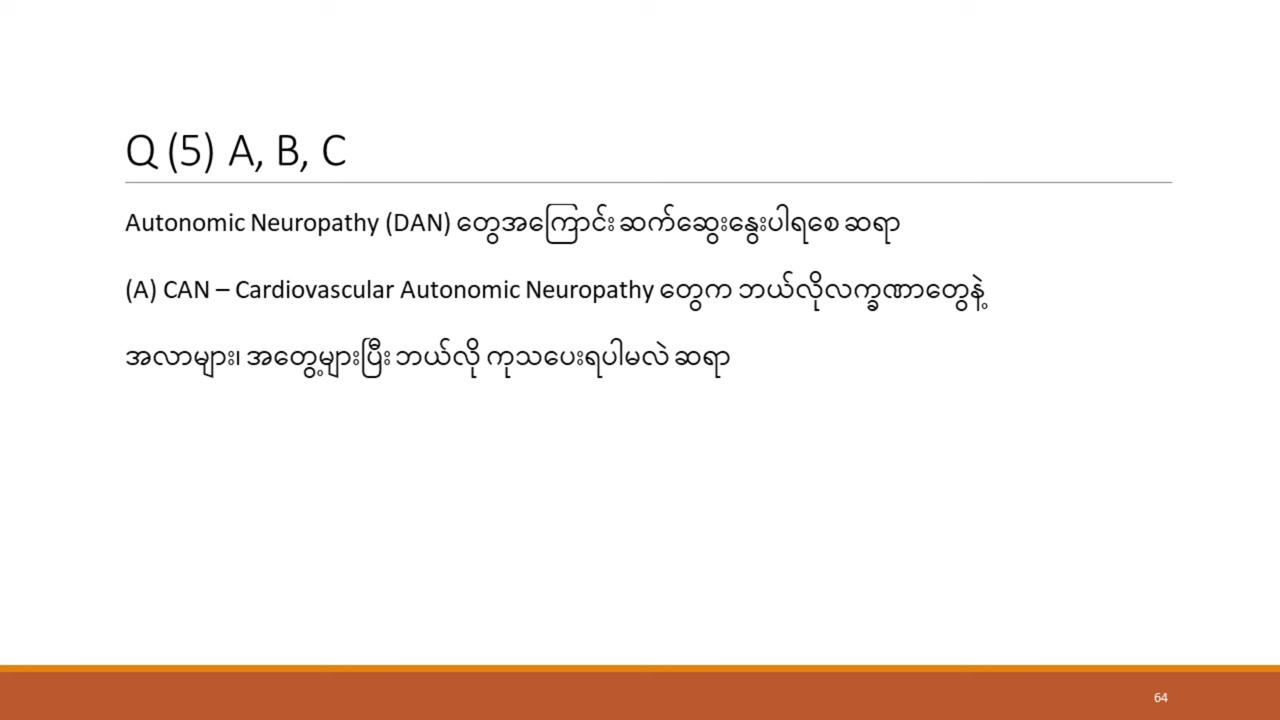 Q (5) A, B, C
Autonomic Neuropathy (DAN) တွေအကြောင်း ဆက်ဆွေးနွေးပါရစေ ဆရာ
(A) CAN – Cardiovascular Autonomic Neuropathy တွေက ဘယ်လိုလက္ခဏာတွေနဲ့
အလာများ၊ အတွေ့များပြီး ဘယ်လို ကုသပေးရပါမလဲ ဆရာ
64